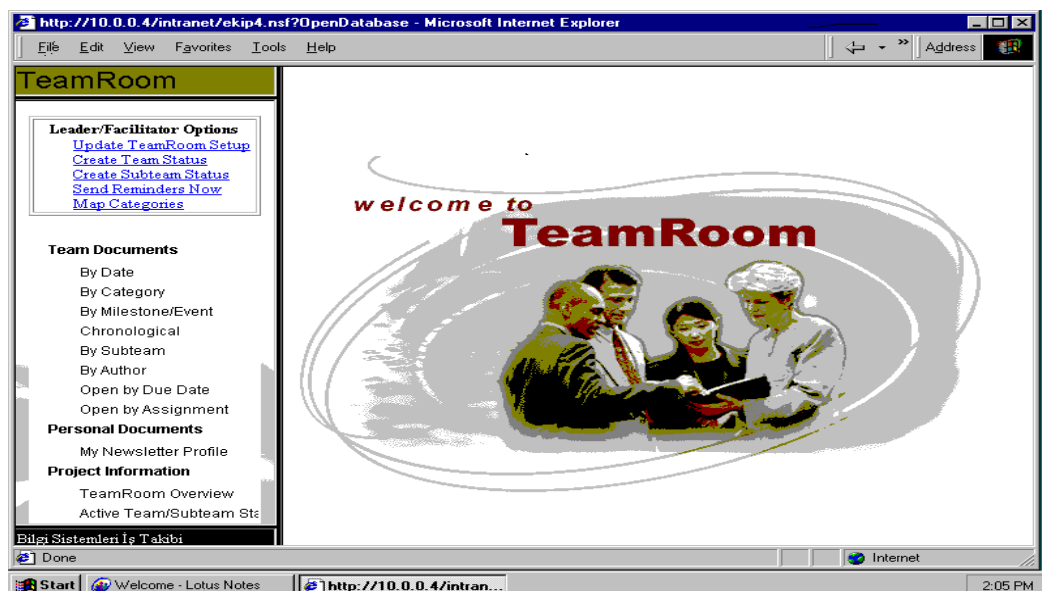 http://10.0.0.4/intranet/ekip4.nsf?OpenDatabase - Microsoft Internet Explorer
File Edit View Favorites Tools Help
Address
TeamRoom
Leader/Facilitator Options
Update TeamRoom Setup
Create Team Status
Create Subteam Status
Send Reminders Now
Map Categories
Team Documents
By Date
By Category
By Milestone/Event
Chronological
By Subteam
By Author
Open by Due Date
Open by Assignment
Personal Documents
My Newsletter Profile
Project Information
TeamRoom Overview
Active Team/Subteam Sta
Bilgi Sistemleri İş Takibi
welcome to
TeamRoom
Done
Internet
Start Welcome - Lotus Notes http://10.0.0.4/intran... 2:05 PM